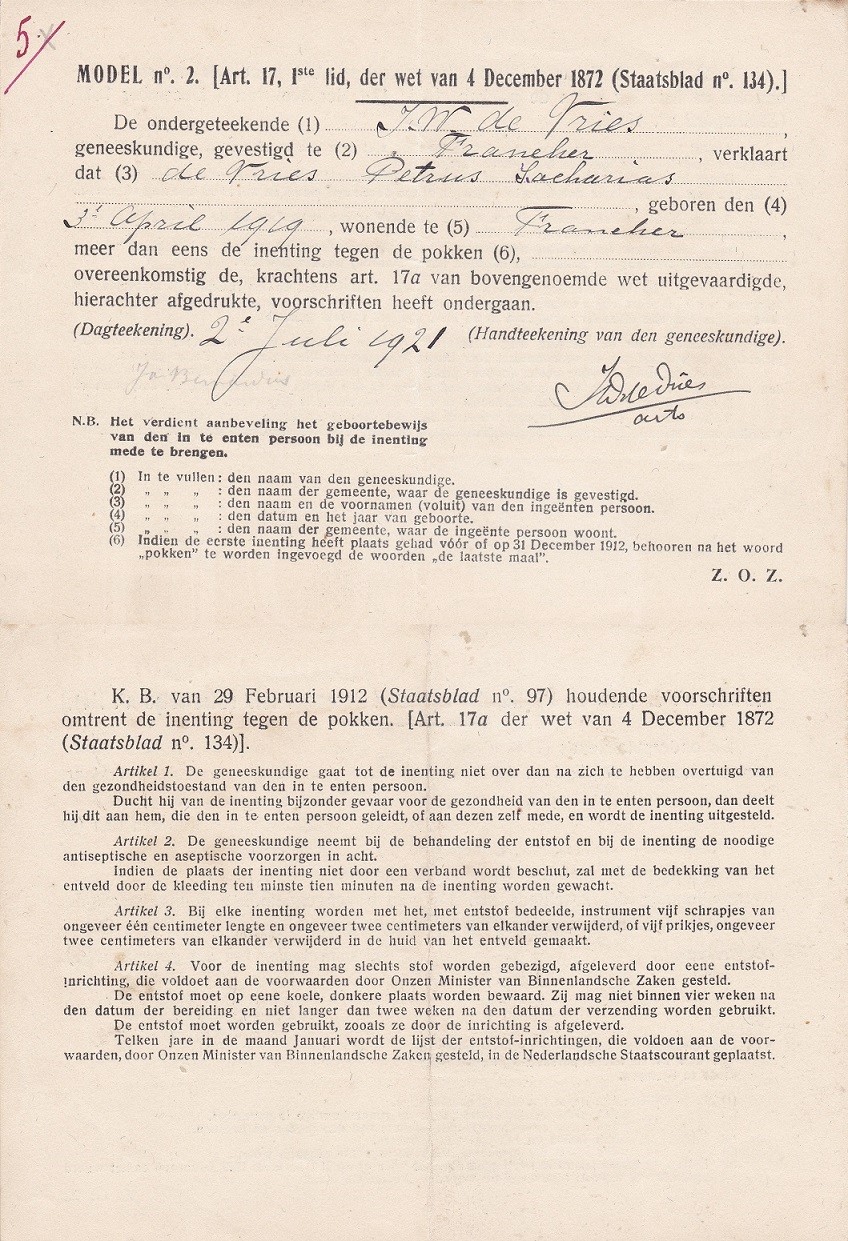 5/
MODEL nº. 2. [Art. 17, 1ste lid, der wet van 4 December 1872 (Staatsblad nº. 134).]
De ondergeteekende (1) J.W. de Vries,
geneeskundige, gevestigd te (2) Franeker, verklaart
dat (3) de Vries Petrus Zacharias
, geboren den (4)
3e April 1919, wonende te (5) Franeker,
meer dan eens de inenting tegen de pokken (6),
overeenkomstig de, krachtens art. 17a van bovengenoemde wet uitgevaardigde,
hierachter afgedrukte, voorschriften heeft ondergaan.
(Dagteekening). 2e Juli 1921 (Handteekening van den geneeskundige).
JWdeVries
arts
N.B. Het verdient aanbeveling het geboortebewijs
van den in te enten persoon bij de inenting
mede te brengen.
(1) In te vullen : den naam van den geneeskundige.
(2) „ „ „ : den naam der gemeente, waar de geneeskundige is gevestigd.
(3) „ „ „ : den naam en de voornamen (voluit) van den ingeënten persoon.
(4) „ „ „ : den datum en het jaar van geboorte.
(5) „ „ „ : den naam der gemeente, waar de ingeënte persoon woont.
(6) Indien de eerste inenting heeft plaats gehad vóór of op 31 December 1912, behooren na het woord
„pokken” te worden ingevoegd de woorden „de laatste maal”.
Z. O. Z.
K. B. van 29 Februari 1912 (Staatsblad nº. 97) houdende voorschriften
omtrent de inenting tegen de pokken. [Art. 17a der wet van 4 December 1872
(Staatsblad nº. 134)].
Artikel 1. De geneeskundige gaat tot de inenting niet over dan na zich te hebben overtuigd van
den gezondheidstoestand van den in te enten persoon.
Ducht hij van de inenting bijzonder gevaar voor de gezondheid van den in te enten persoon, dan deelt
hij dit aan hem, die den in te enten persoon geleidt, of aan dezen zelf mede, en wordt de inenting uitgesteld.
Artikel 2. De geneeskundige neemt bij de behandeling der entstof en bij de inenting de noodige
antiseptische en aseptische voorzorgen in acht.
Indien de plaats der inenting niet door een verband wordt beschut, zal met de bedekking van het
entveld door de kleeding ten minste tien minuten na de inenting worden gewacht.
Artikel 3. Bij elke inenting worden met het, met entstof bedeelde, instrument vijf schrapjes van
ongeveer één centimeter lengte en ongeveer twee centimeters van elkander verwijderd, of vijf prikjes, ongeveer
twee centimeters van elkander verwijderd in de huid van het entveld gemaakt.
Artikel 4. Voor de inenting mag slechts stof worden gebezigd, afgeleverd door eene entstof-
inrichting, die voldoet aan de voorwaarden door Onzen Minister van Binnenlandsche Zaken gesteld.
De entstof moet op eene koele, donkere plaats worden bewaard. Zij mag niet binnen vier weken na
den datum der bereiding en niet langer dan twee weken na den datum der verzending worden gebruikt.
De entstof moet worden gebruikt, zooals ze door de inrichting is afgeleverd.
Telken jare in de maand Januari wordt de lijst der entstof-inrichtingen, die voldoen aan de voor-
waarden, door Onzen Minister van Binnenlandsche Zaken gesteld, in de Nederlandsche Staatscourant geplaatst.